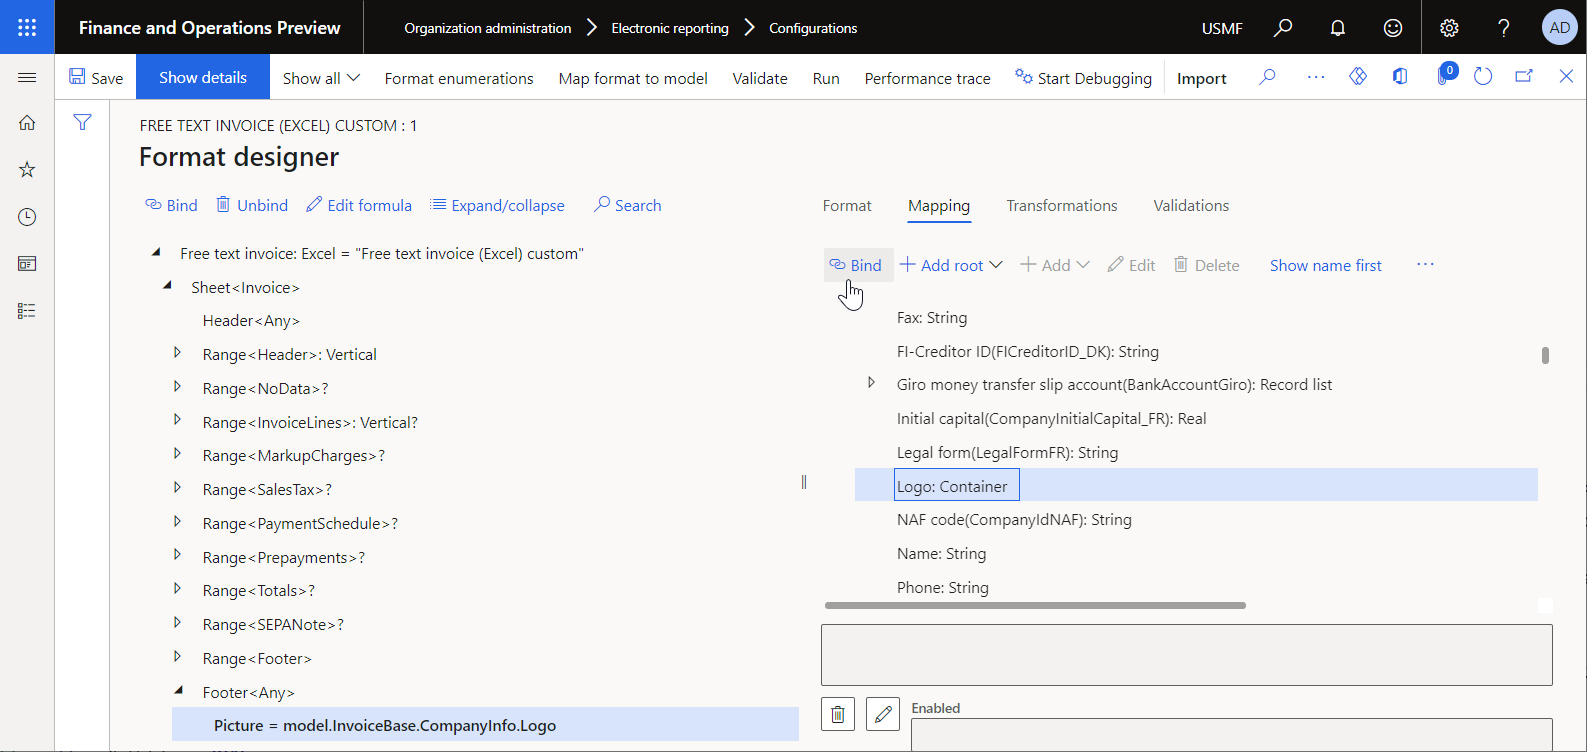 Finance and Operations Preview
Organization administration
Electronic reporting
Configurations
USMF
?
AD
Save
Show details
Show all
Format enumerations
Map format to model
Validate
Run
Performance trace
Start Debugging
Import
0
FREE TEXT INVOICE (EXCEL) CUSTOM : 1
Format designer
Bind
Unbind
Edit formula
Expand/collapse
Search
Free text invoice: Excel = "Free text invoice (Excel) custom"
Sheet<Invoice>
Header<Any>
Range<Header>: Vertical
Range<NoData>?
Range<InvoiceLines>: Vertical?
Range<MarkupCharges>?
Range<SalesTax>?
Range<PaymentSchedule>?
Range<Prepayments>?
Range<Totals>?
Range<SEPANote>?
Range<Footer>
Footer<Any>
Picture = model.InvoiceBase.CompanyInfo.Logo
Format
Mapping
Transformations
Validations
Bind
Add root
Add
Edit
Delete
Show name first
Fax: String
FI-Creditor ID(FICreditorID_DK): String
Giro money transfer slip account(BankAccountGiro): Record list
Initial capital(CompanyInitialCapital_FR): Real
Legal form(LegalFormFR): String
Logo: Container
NAF code(CompanyIdNAF): String
Name: String
Phone: String
Enabled